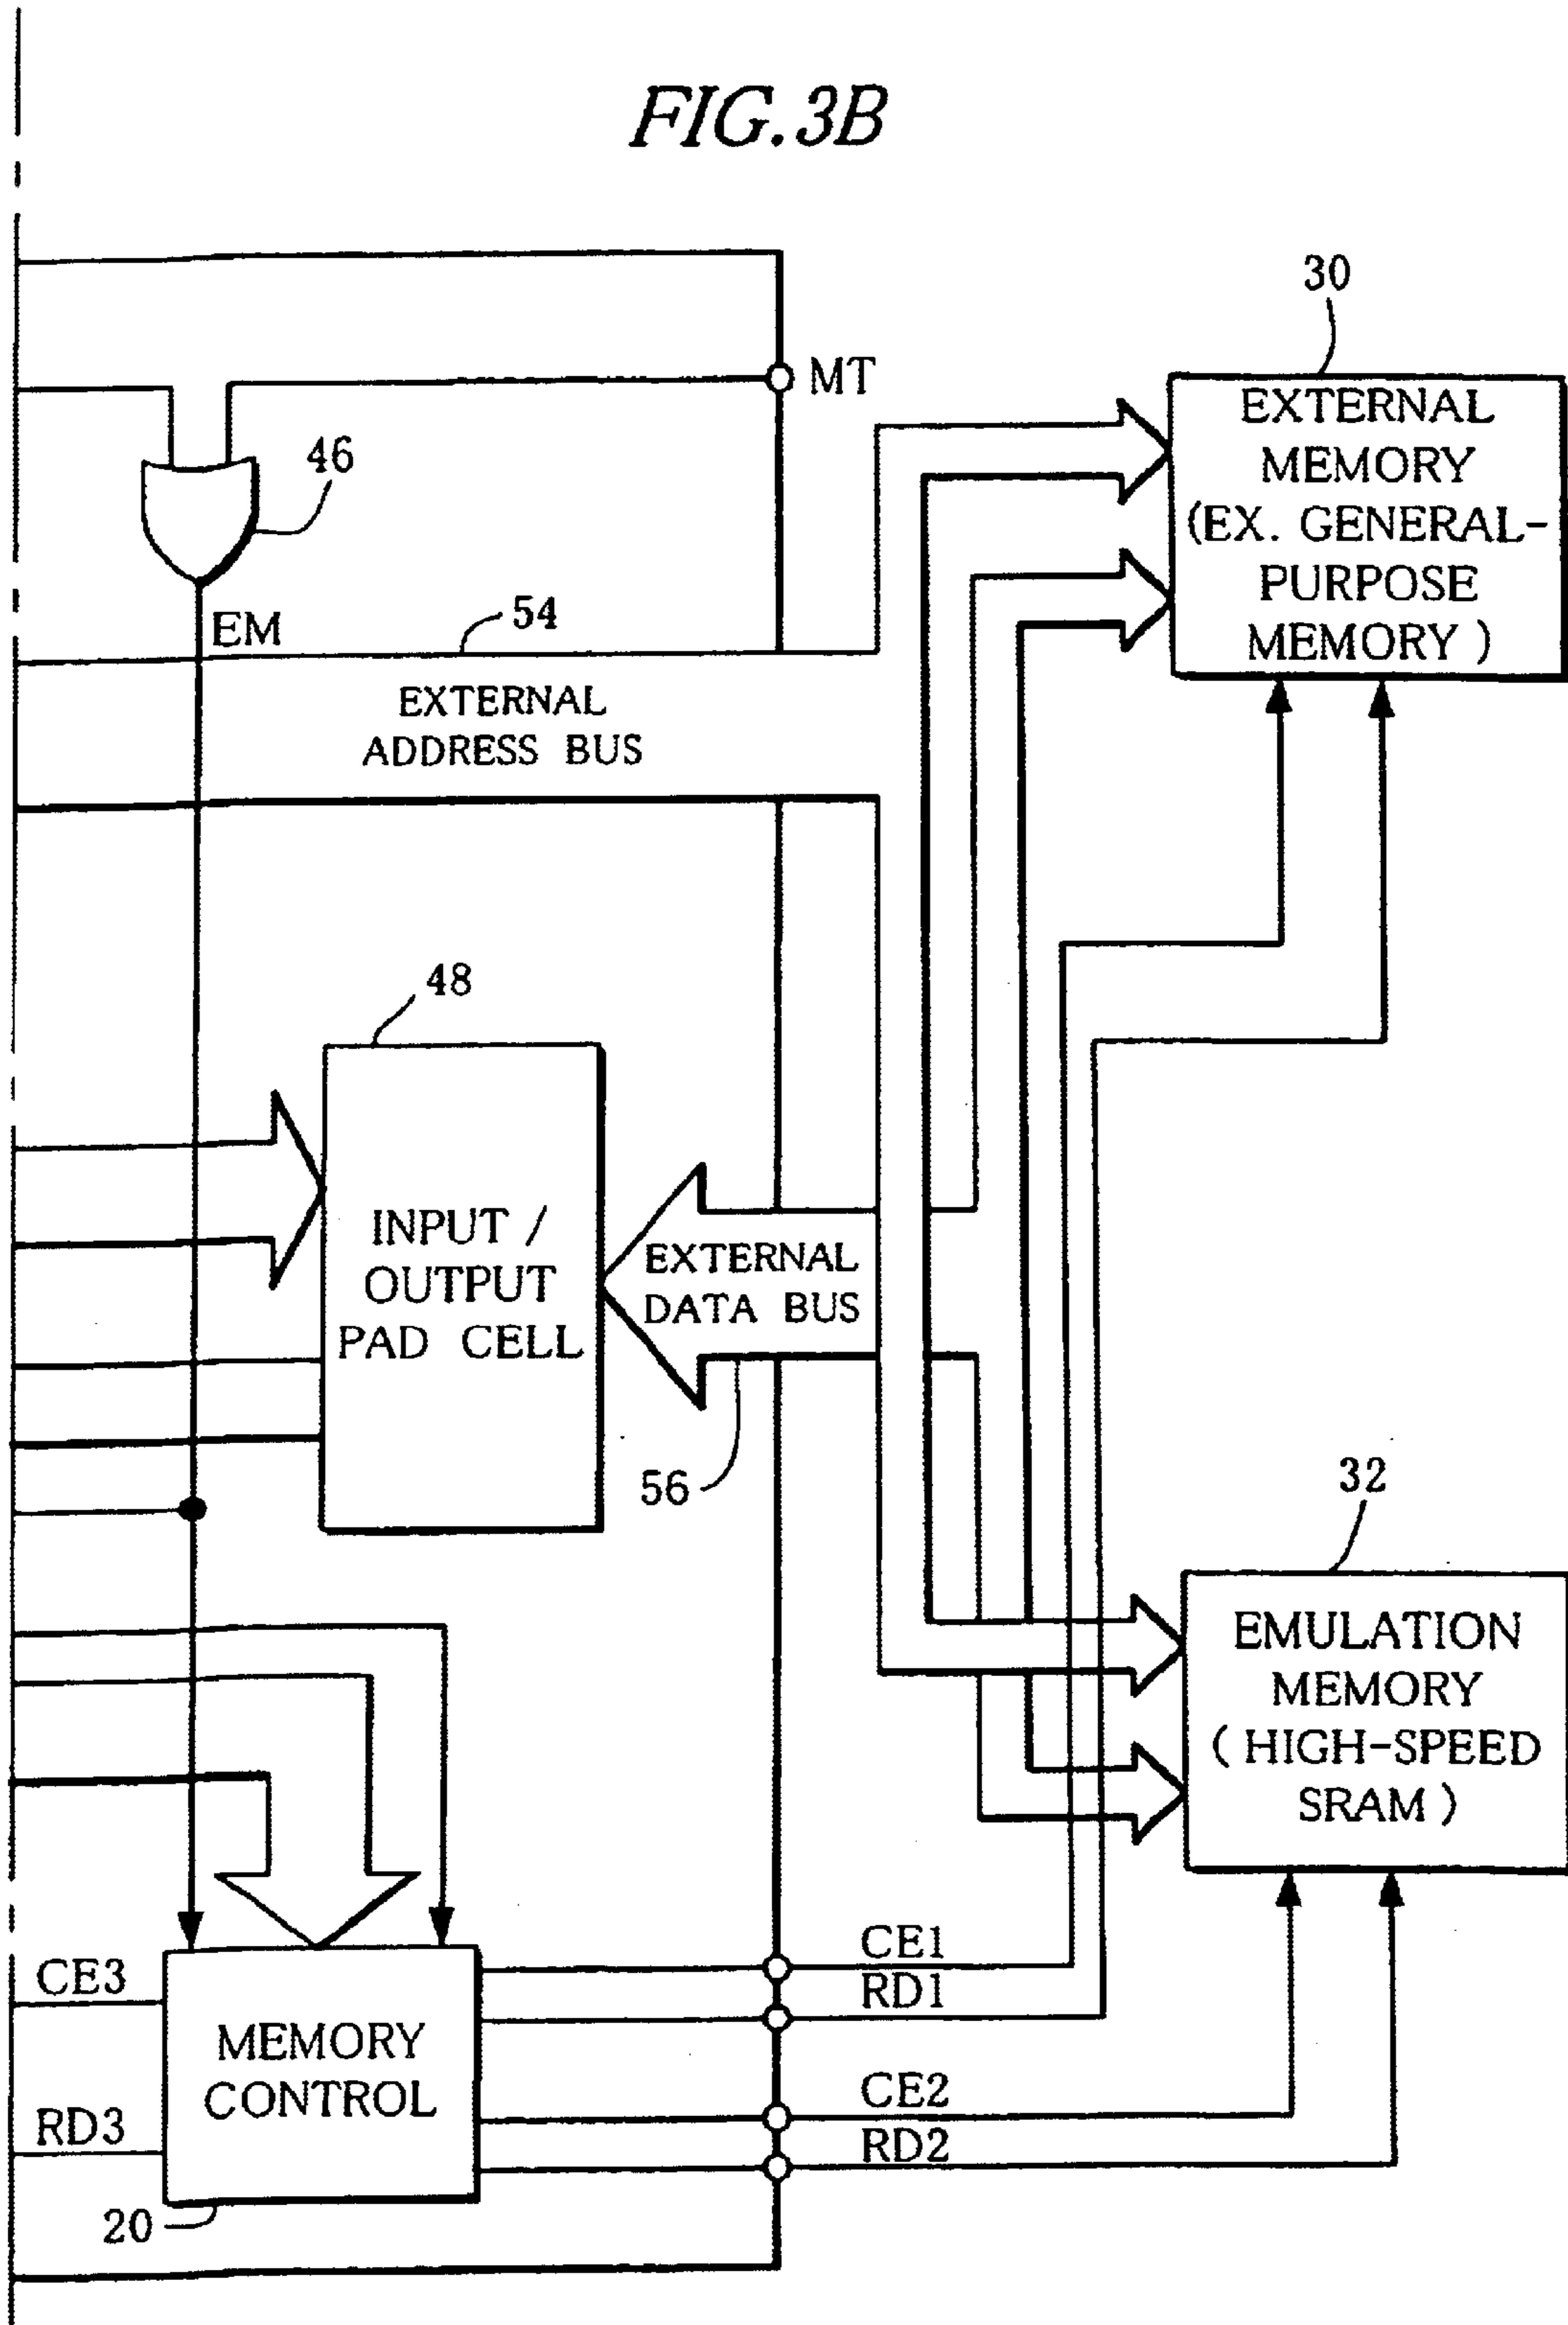 FIG.3B
30
MT
EXTERNAL
MEMORY
(EX. GENERAL-
PURPOSE
MEMORY )
46
EM
54
EXTERNAL
ADDRESS BUS
48
INPUT /
OUTPUT
PAD CELL
EXTERNAL
DATA BUS
56
32
EMULATION
MEMORY
( HIGH-SPEED
SRAM )
CE3
RD3
MEMORY
CONTROL
20
CE1
RD1
CE2
RD2